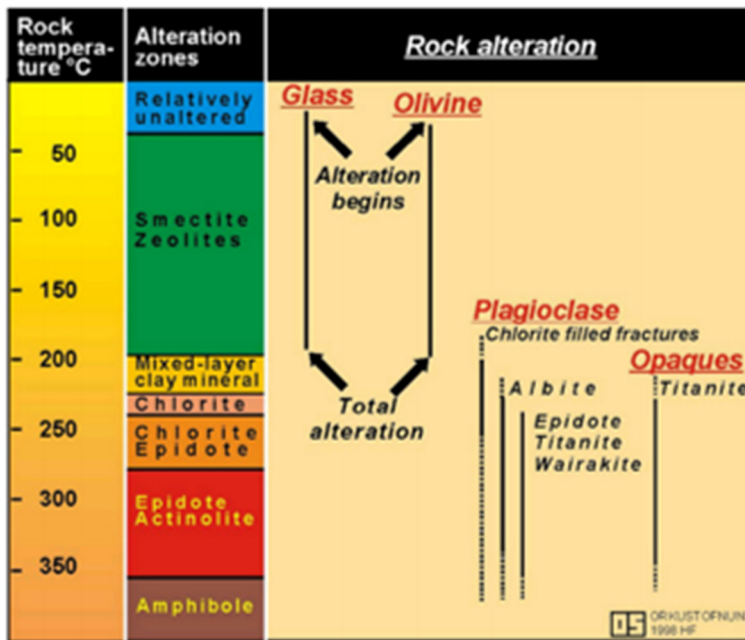 Rock
tempera-
ture °C
Alteration
zones
Rock alteration
Relatively
unaltered
Glass
Olivine
50
Alteration
begins
100
Smectite
Zeolites
150
Plagioclase
Chlorite filled fractures
200
Mixed-layer
clay mineral
Opaques
Albite
Titanite
Chlorite
Total
alteration
250
Chlorite
Epidote
Epidote
Titanite
Wairakite
300
Epidote
Actinolite
350
Amphibole
OS
ORKUSTOFNUN
1998 HF